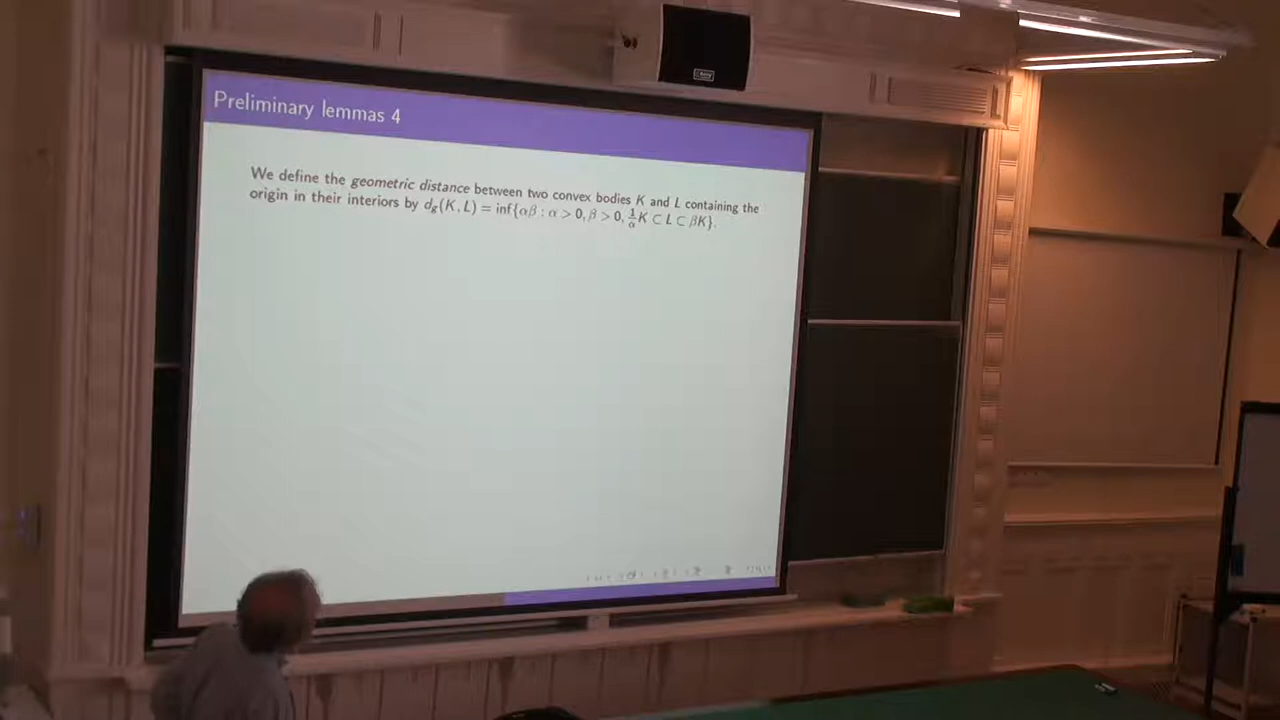 Preliminary lemmas 4
We define the geometric distance between two convex bodies K and L containing the
origin in their interiors by d_g(K, L) = inf{αβ : α > 0, β > 0, 1/α K ⊂ L ⊂ βK}.